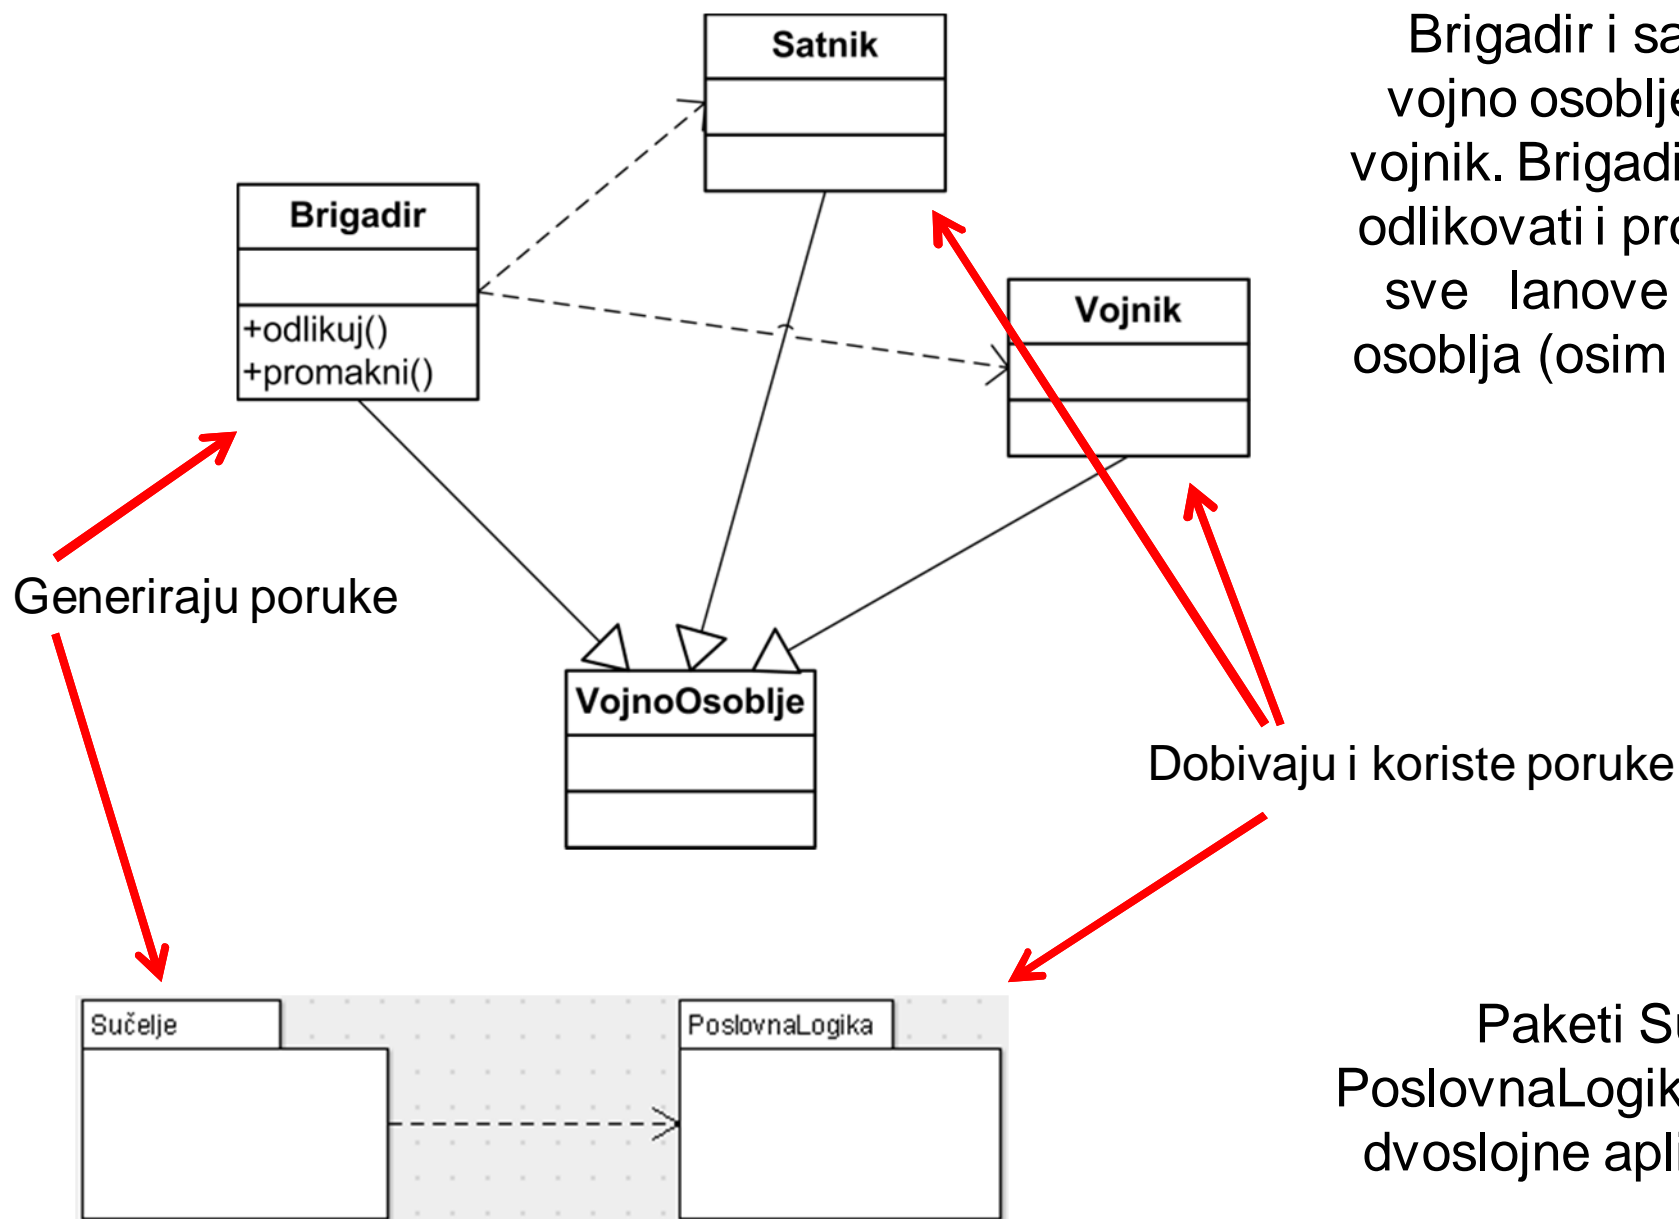 Satnik
Brigadir
+odlikuj()
+promakni()
Vojnik
VojnoOsoblje
Brigadir i sa
vojno osoblje
vojnik. Brigadi
odlikovati i pro
sve lanove
osoblja (osim
Generiraju poruke
Dobivaju i koriste poruke
Sučelje
PoslovnaLogika
Paketi Su
PoslovnaLogik
dvoslojne apli